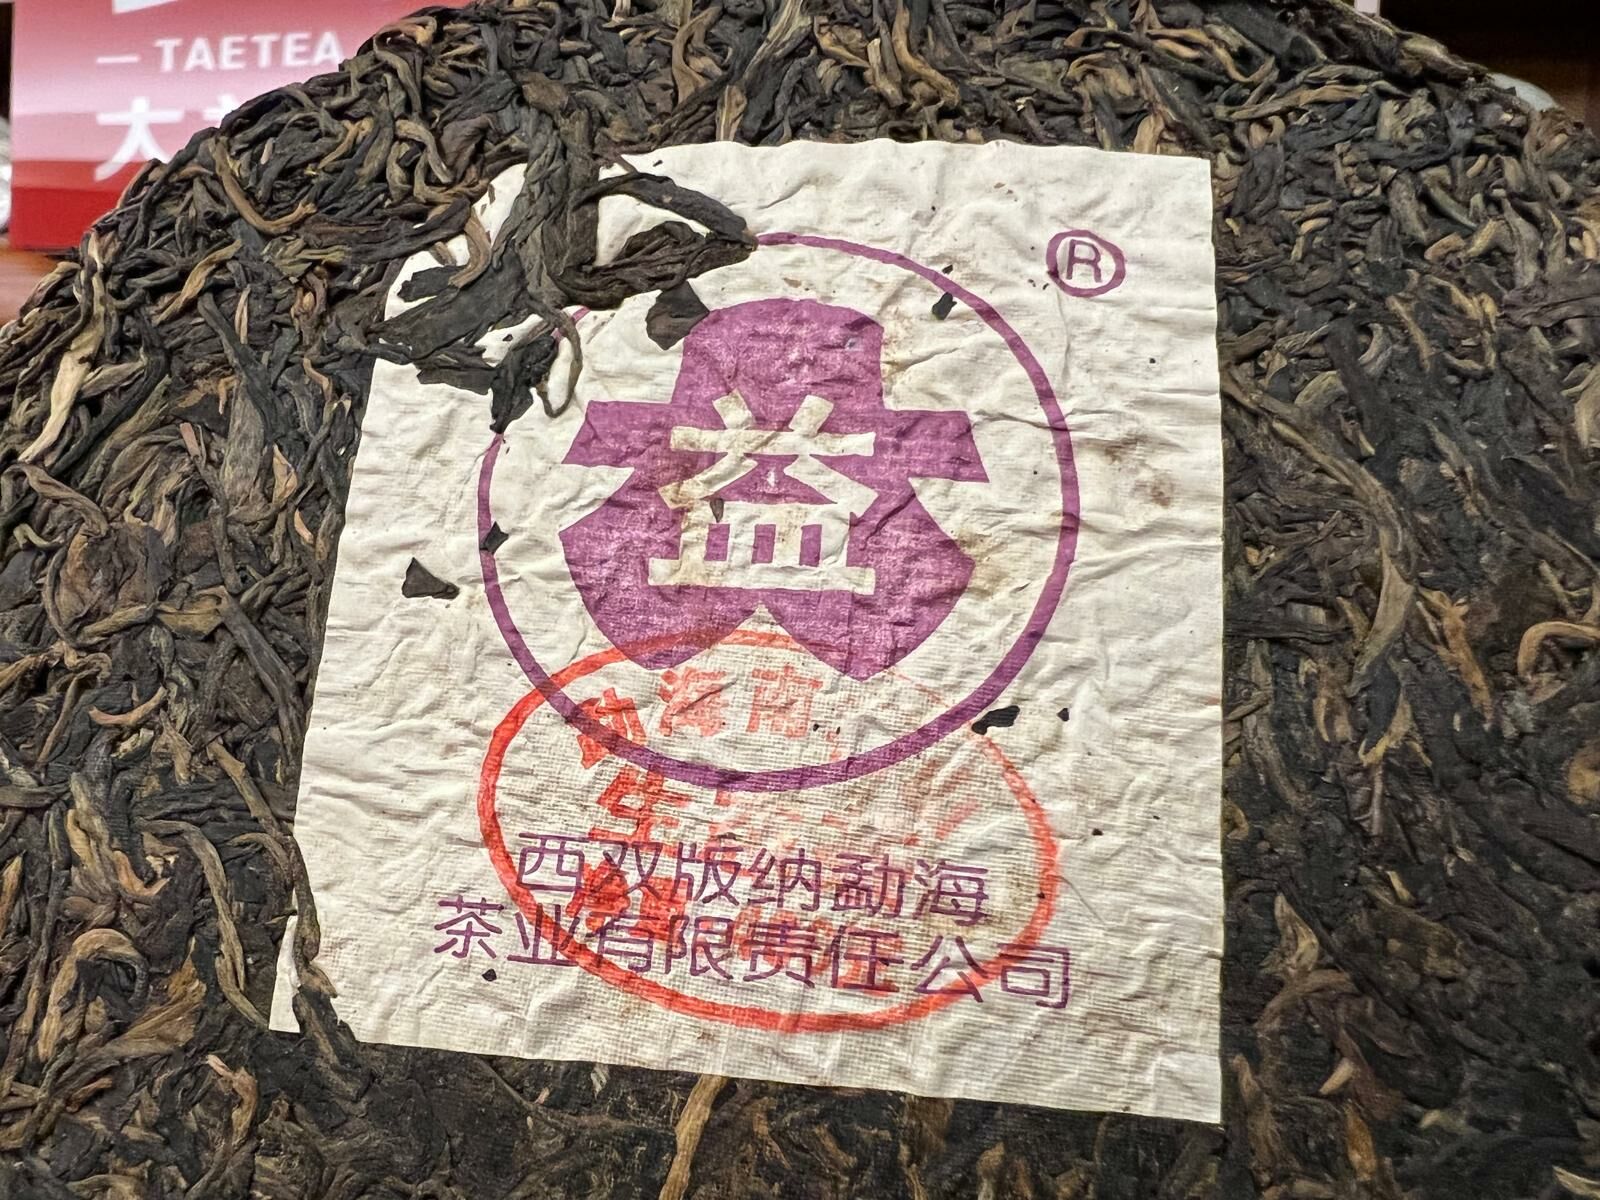 — TAETEA
大
®
益
海南
生
西双版纳勐海
茶业有限责任公司